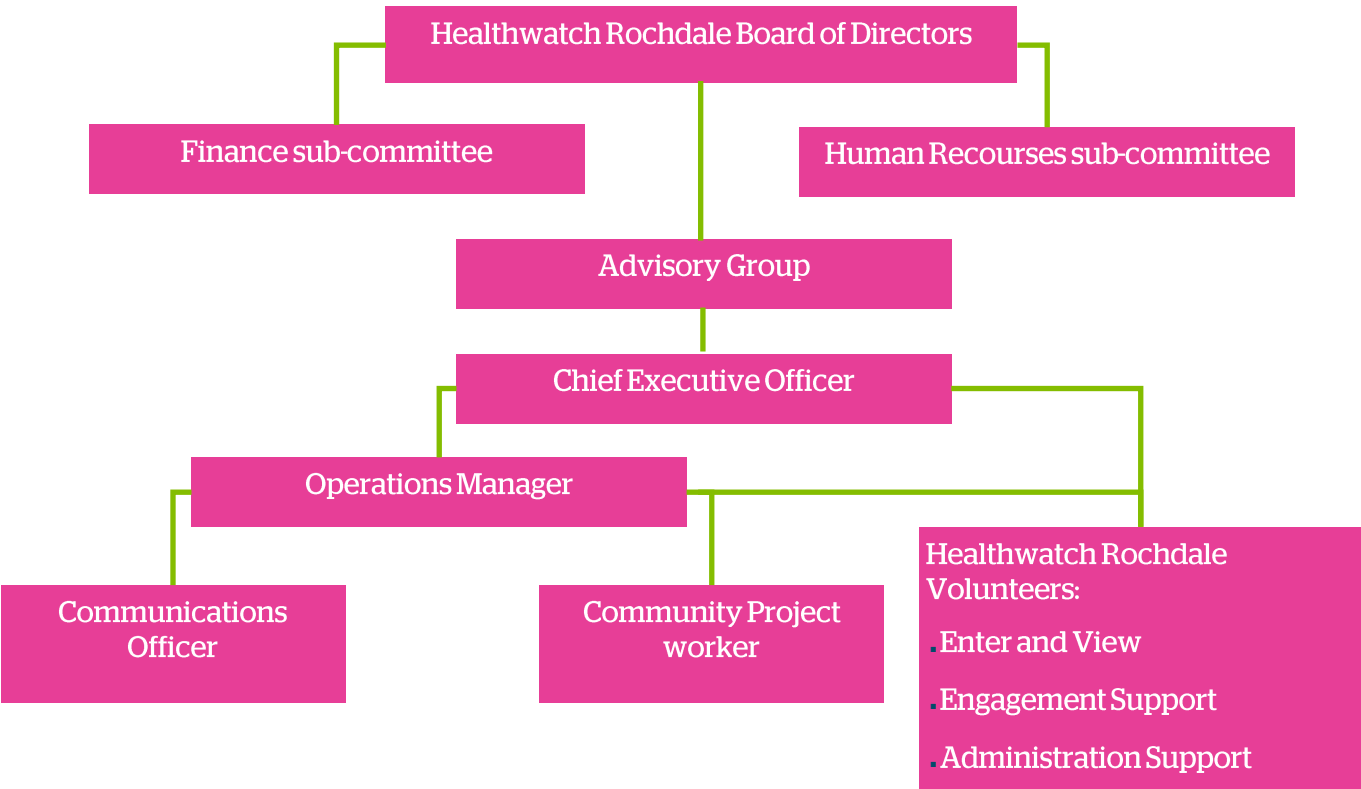 Healthwatch Rochdale Board of Directors
Finance sub-committee
Human Recourses sub-committee
Advisory Group
Chief Executive Officer
Operations Manager
Communications
Officer
Community Project
worker
Healthwatch Rochdale
Volunteers:
.Enter and View
.Engagement Support
.Administration Support